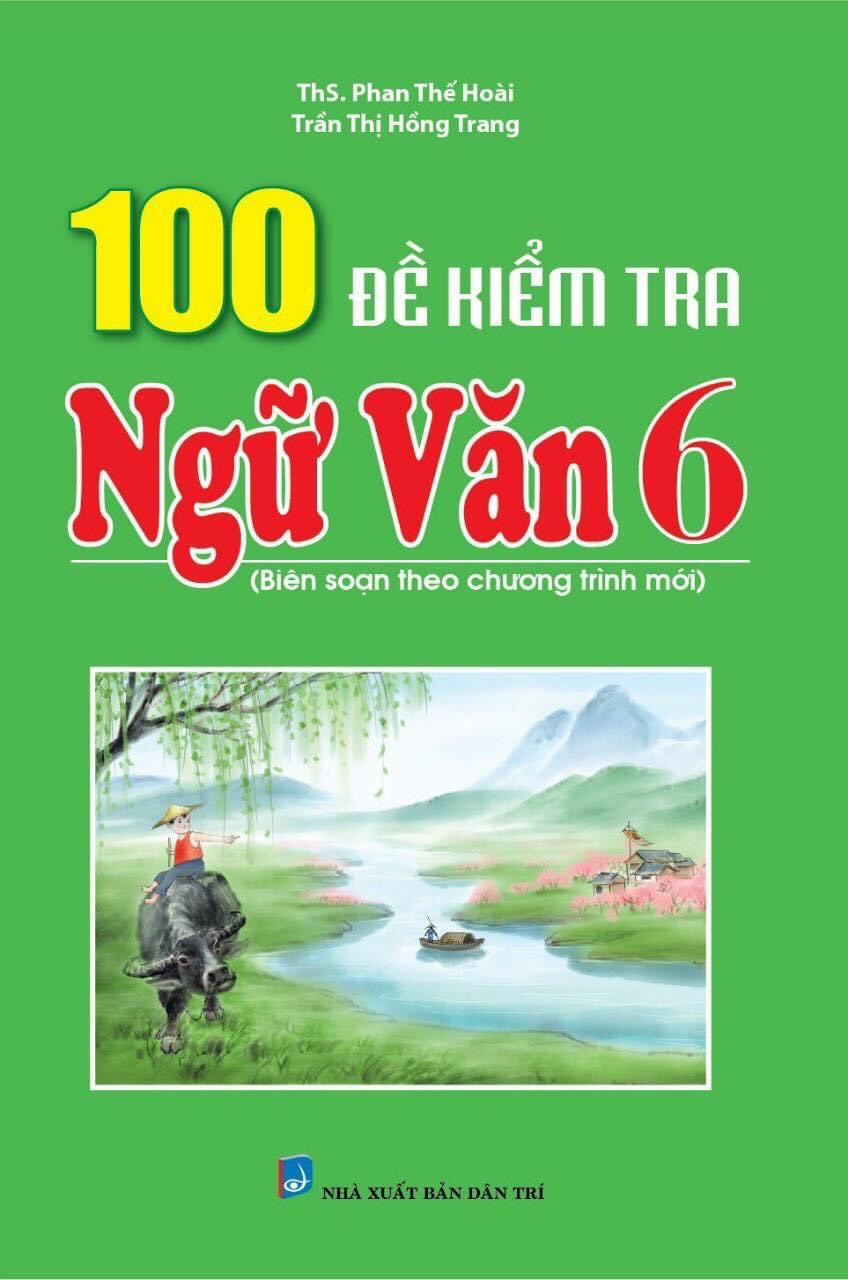 ThS. Phan Thế Hoài
Trần Thị Hồng Trang
100 ĐỀ KIỂM TRA
Ngữ Văn 6
(Biên soạn theo chương trình mới)
NHÀ XUẤT BẢN DÂN TRÍ